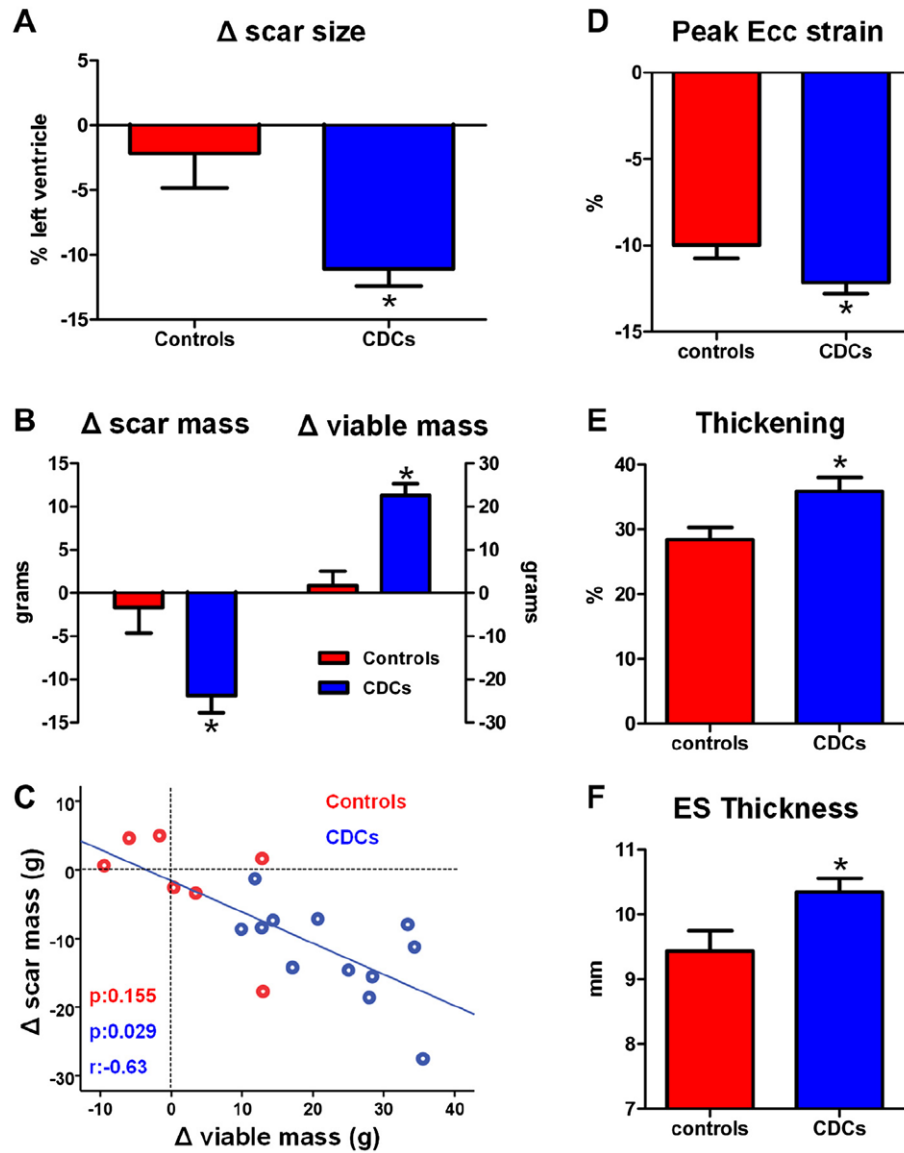 A
Δ scar size
% left ventricle
5
0
-5
-10
-15
*
Controls
CDCs
B
Δ scar mass
Δ viable mass
grams
15
10
5
0
-5
-10
-15
*
*
30
20
10
0
-10
-20
-30
grams
Controls
CDCs
C
Δ scar mass (g)
10
0
-10
-20
-30
Controls
CDCs
p:0.155
p:0.029
r:-0.63
-10
0
10
20
30
40
Δ viable mass (g)
D
Peak Ecc strain
%
0
-5
-10
-15
*
controls
CDCs
E
Thickening
%
40
30
20
10
0
*
controls
CDCs
F
ES Thickness
mm
11
10
9
8
7
*
controls
CDCs